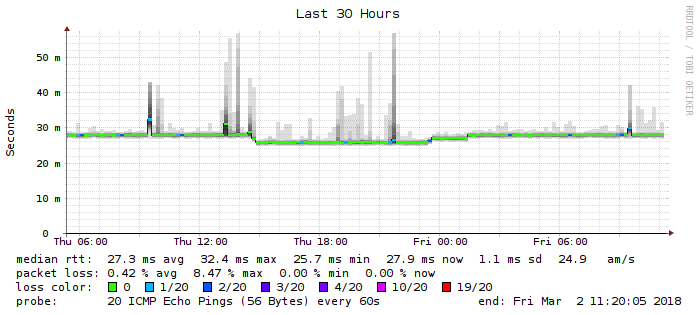 Last 30 Hours
RRDTOOL / TOBI OETIKER
Seconds
50 m
40 m
30 m
20 m
10 m
0
Thu 06:00 Thu 12:00 Thu 18:00 Fri 00:00 Fri 06:00
median rtt: 27.3 ms avg 32.4 ms max 25.7 ms min 27.9 ms now 1.1 ms sd 24.9 am/s
packet loss: 0.42 % avg 8.47 % max 0.00 % min 0.00 % now
loss color: 0 1/20 2/20 3/20 4/20 10/20 19/20
probe: 20 ICMP Echo Pings (56 Bytes) every 60s end: Fri Mar 2 11:20:05 2018